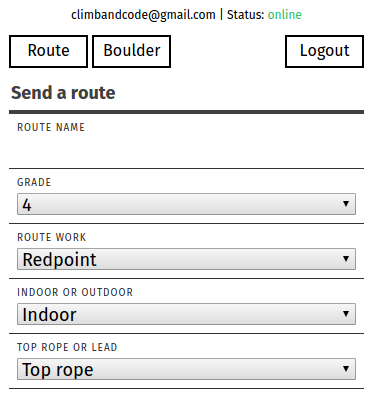 climbandcode@gmail.com | Status: online
Route Boulder Logout
Send a route
ROUTE NAME
GRADE
4
ROUTE WORK
Redpoint
INDOOR OR OUTDOOR
Indoor
TOP ROPE OR LEAD
Top rope